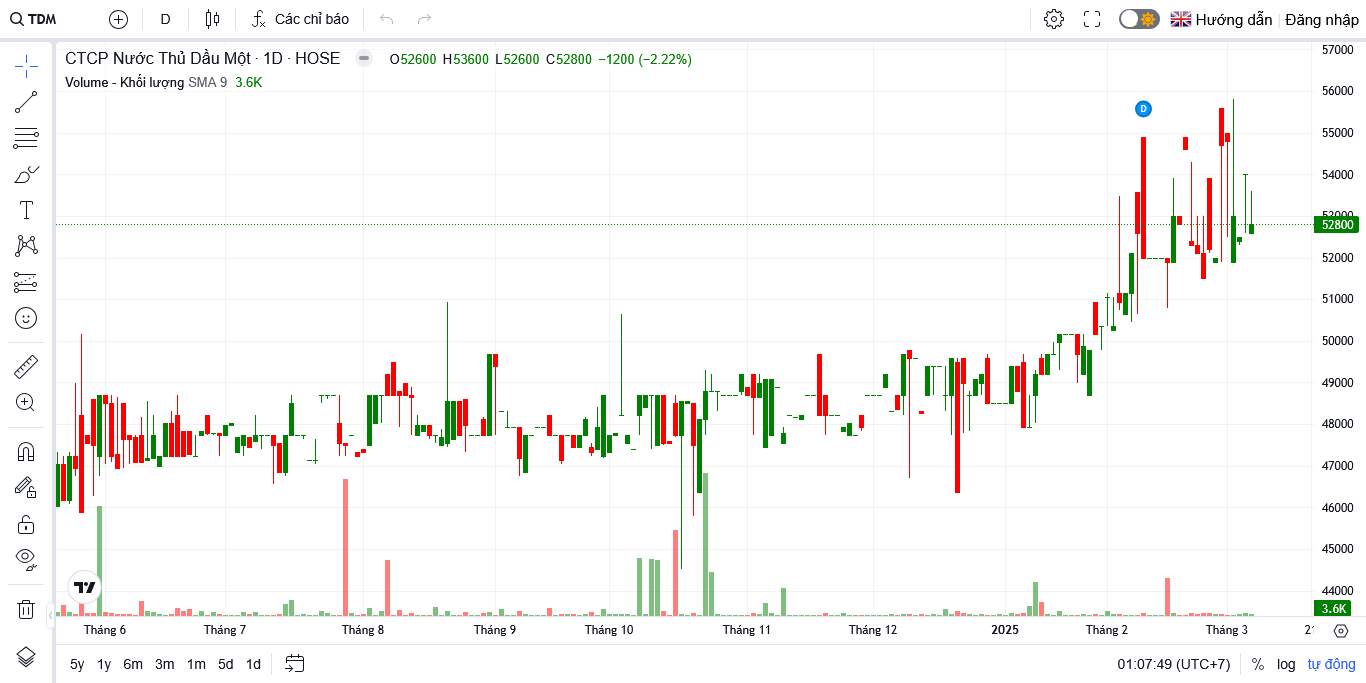 TDM D Các chỉ báo Hướng dẫn Đăng nhập
CTCP Nước Thủ Dầu Một · 1D · HOSE O52600 H53600 L52600 C52800 −1200 (−2.22%)
Volume - Khối lượng SMA 9 3.6K
57000
56000
D
55000
54000
53000
52800
52000
51000
50000
49000
48000
47000
46000
45000
44000
3.6K
Tháng 6 Tháng 7 Tháng 8 Tháng 9 Tháng 10 Tháng 11 Tháng 12 2025 Tháng 2 Tháng 3
5y 1y 6m 3m 1m 5d 1d 01:07:49 (UTC+7) % log tự động